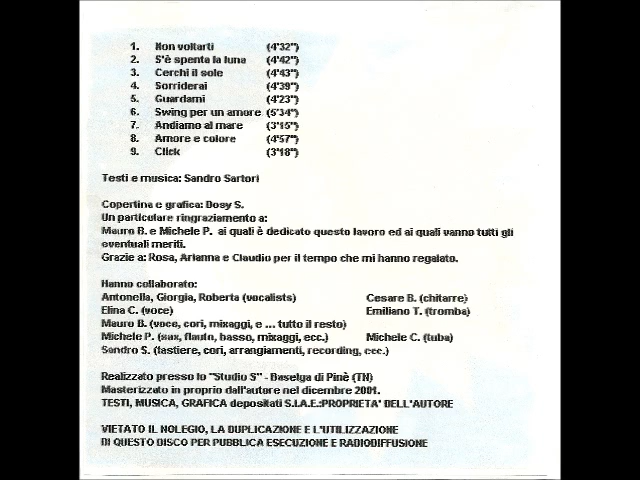 1. Non voltarti (4'32")
2. S'è spenta la luna (4'42")
3. Cerchi il sole (4'43")
4. Sorriderai (4'39")
5. Guardami (4'23")
6. Swing per un amore (5'34")
7. Andiamo al mare (3'15")
8. Amore e colore (4'57")
9. Click (3'18")
Testi e musica: Sandro Sartori
Copertina e grafica: Dosy S.
Un particolare ringraziamento a:
Mauro B. e Michele P. ai quali è dedicato questo lavoro ed ai quali vanno tutti gli
eventuali meriti.
Grazie a: Rosa, Arianna e Claudio per il tempo che mi hanno regalato.
Hanno collaborato:
Antonella, Giorgia, Roberta (vocalists) Cesare B. (chitarre)
Elina C. (voce) Emiliano T. (tromba)
Mauro B. (voce, cori, mixaggi, e ... tutto il resto)
Michele P. (sax, flauto, basso, mixaggi, ecc.) Michele C. (tuba)
Sandro S. (tastiere, cori, arrangiamenti, recording, ecc.)
Realizzato presso lo "Studio S" - Baselga di Pinè (TN)
Masterizzato in proprio dall'autore nel dicembre 2001.
TESTI, MUSICA, GRAFICA depositati S.I.A.E.:PROPRIETA' DELL'AUTORE
VIETATO IL NOLEGIO, LA DUPLICAZIONE E L'UTILIZZAZIONE
DI QUESTO DISCO PER PUBBLICA ESECUZIONE E RADIODIFFUSIONE